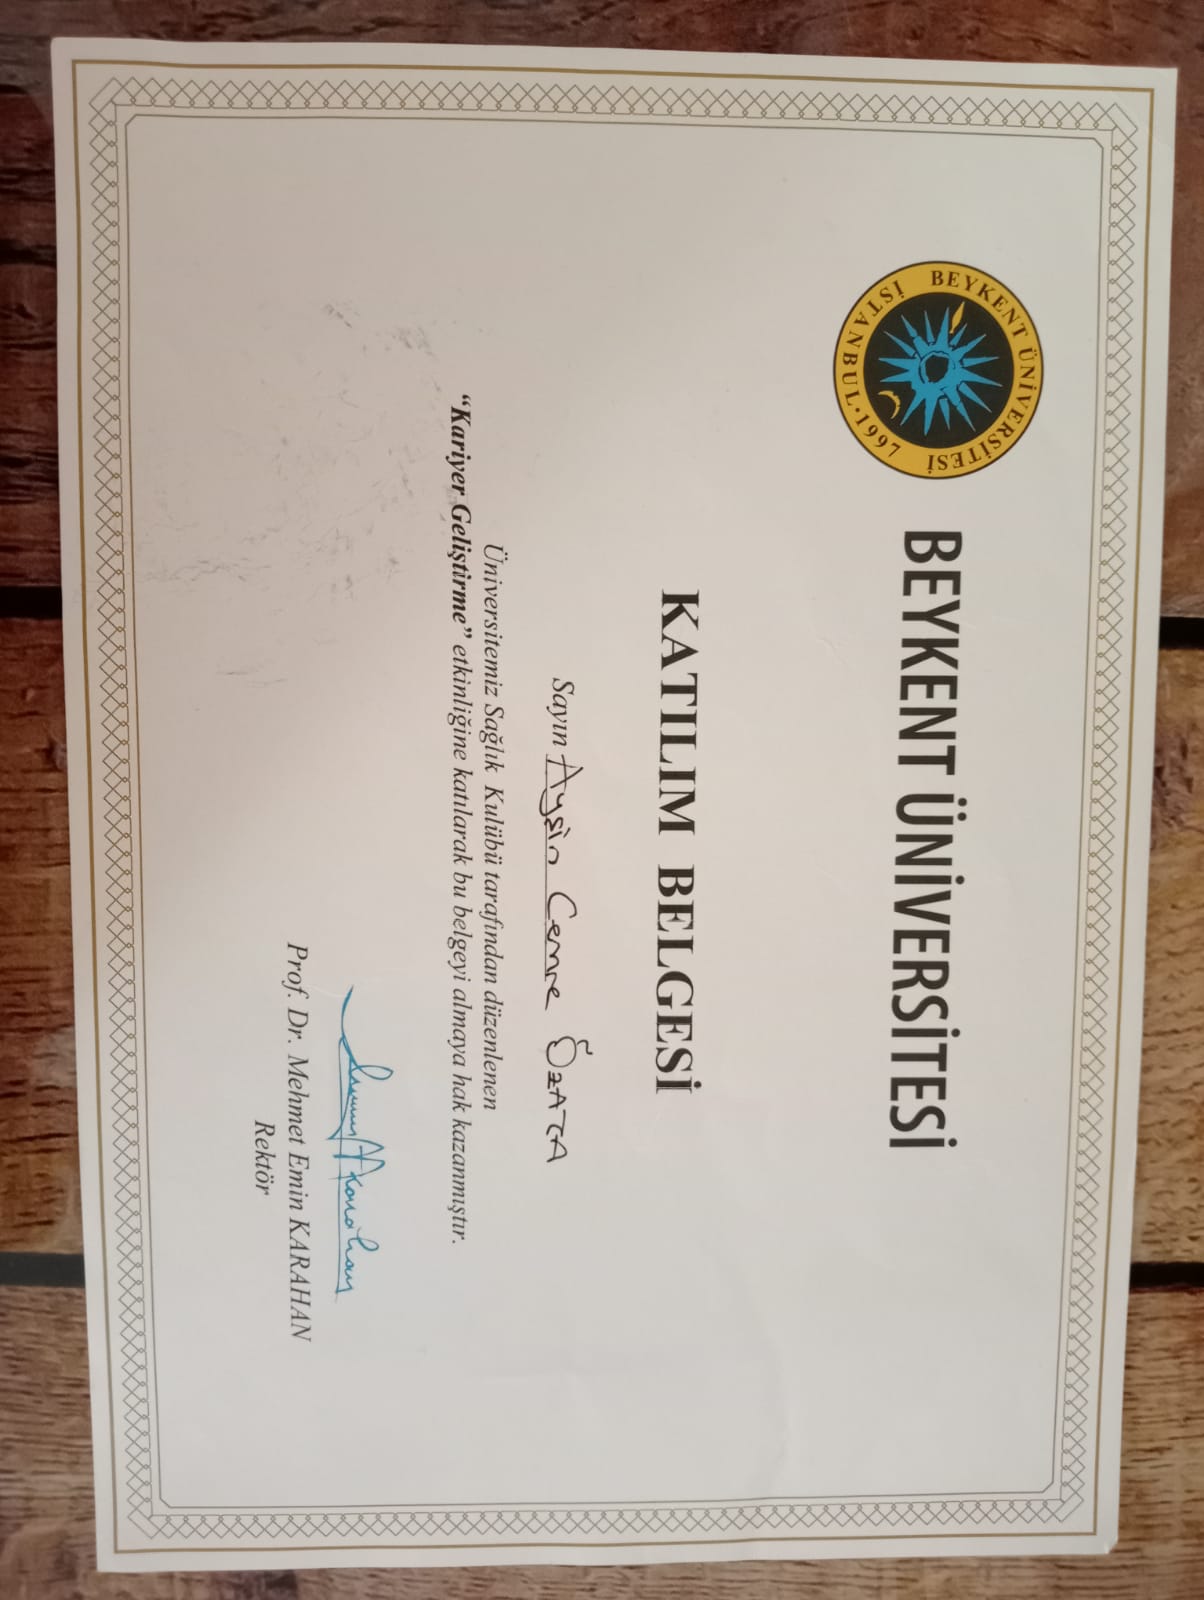 BEYKENT ÜNİVERSİTESİ
İSTANBUL·1997
BEYKENT ÜNİVERSİTESİ
KATILIM BELGESİ
Sayın Ayşin Cemre ÖZATA
Üniversitemiz Sağlık Kulübü tarafından düzenlenen
“Kariyer Geliştirme” etkinliğine katılarak bu belgeyi almaya hak kazanmıştır.
Prof. Dr. Mehmet Emin KARAHAN
Rektör